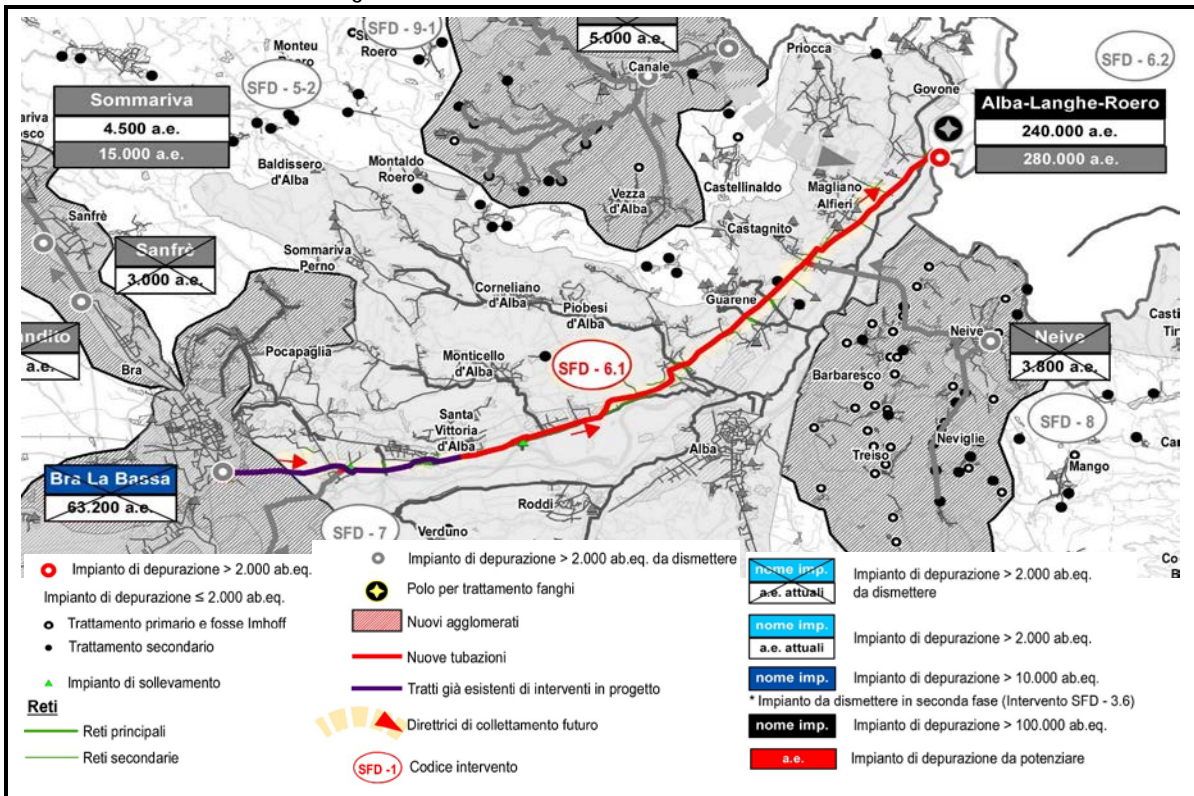 SFD - 9-1
Roero
Monteu
Roero
5.000 a.e.
Canale
Priocca
SFD - 6.2
Govone
SFD - 5-2
Sommariva
4.500 a.e.
15.000 a.e.
Alba-Langhe-Roero
240.000 a.e.
280.000 a.e.
Baldissero
d'Alba
Montaldo
Roero
Vezza
d'Alba
Castellinaldo
Magliano
Alfieri
Castagnito
Sanfrè
Sanfrè
3.000 a.e.
Sommariva
Perno
Corneliano
d'Alba
Piobesi
d'Alba
Guarene
Neive
Neive
3.800 a.e.
a.e.
Bra
Pocapaglia
Monticello
d'Alba
SFD - 6.1
Barbaresco
SFD - 8
Santa
Vittoria
d'Alba
Alba
Treiso
Neviglie
Mango
Bra La Bassa
63.200 a.e.
Roddi
SFD - 7
Verduno
Impianto di depurazione > 2.000 ab.eq.
Impianto di depurazione ≤ 2.000 ab.eq.
Trattamento primario e fosse Imhoff
Trattamento secondario
Impianto di sollevamento
Reti
Reti principali
Reti secondarie
Impianto di depurazione > 2.000 ab.eq. da dismettere
Polo per trattamento fanghi
Nuovi agglomerati
Nuove tubazioni
Tratti già esistenti di interventi in progetto
Direttrici di collettamento futuro
SFD -1 Codice intervento
nome imp. Impianto di depurazione > 2.000 ab.eq.
a.e. attuali da dismettere
nome imp. Impianto di depurazione > 2.000 ab.eq.
a.e. attuali
nome imp. Impianto di depurazione > 10.000 ab.eq.
* Impianto da dismettere in seconda fase (Intervento SFD - 3.6)
nome imp. Impianto di depurazione > 100.000 ab.eq.
a.e. Impianto di depurazione da potenziare